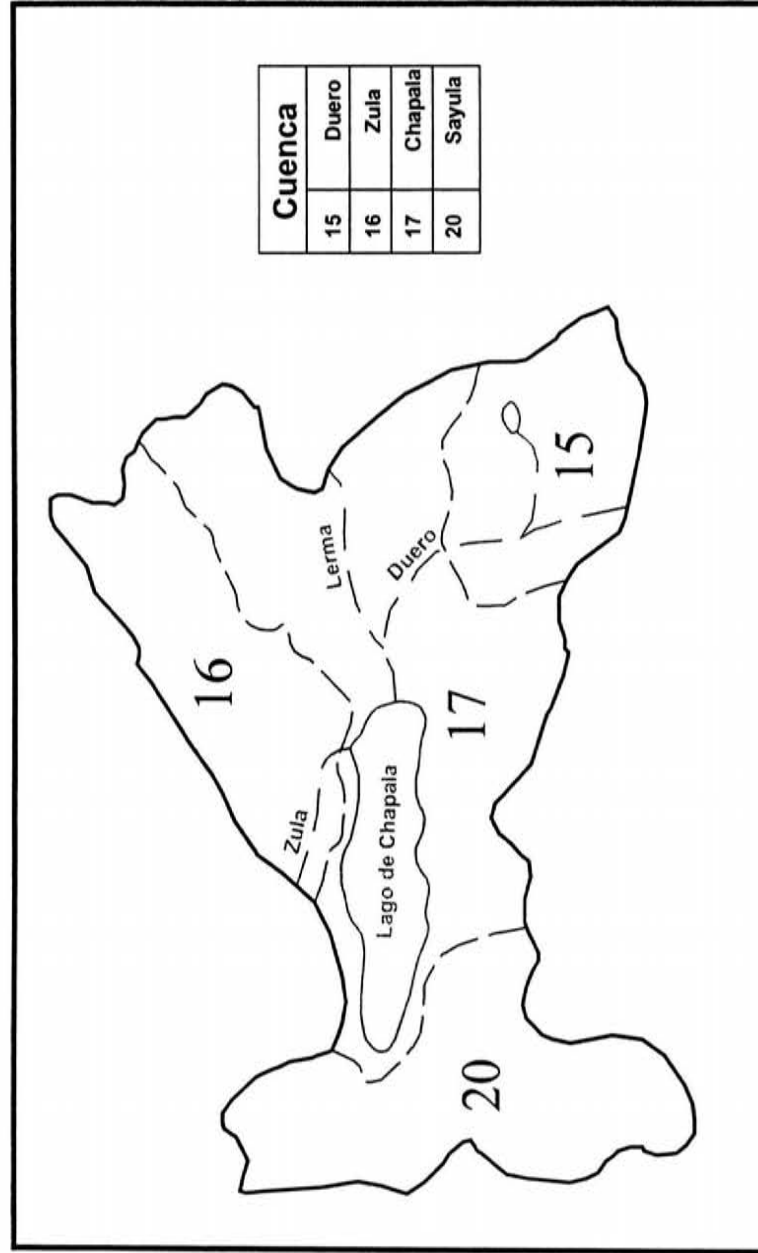 Cuenca
15 Duero
16 Zula
17 Chapala
20 Sayula
16
Lerma
Duero
15
Zula
Lago de Chapala
17
20